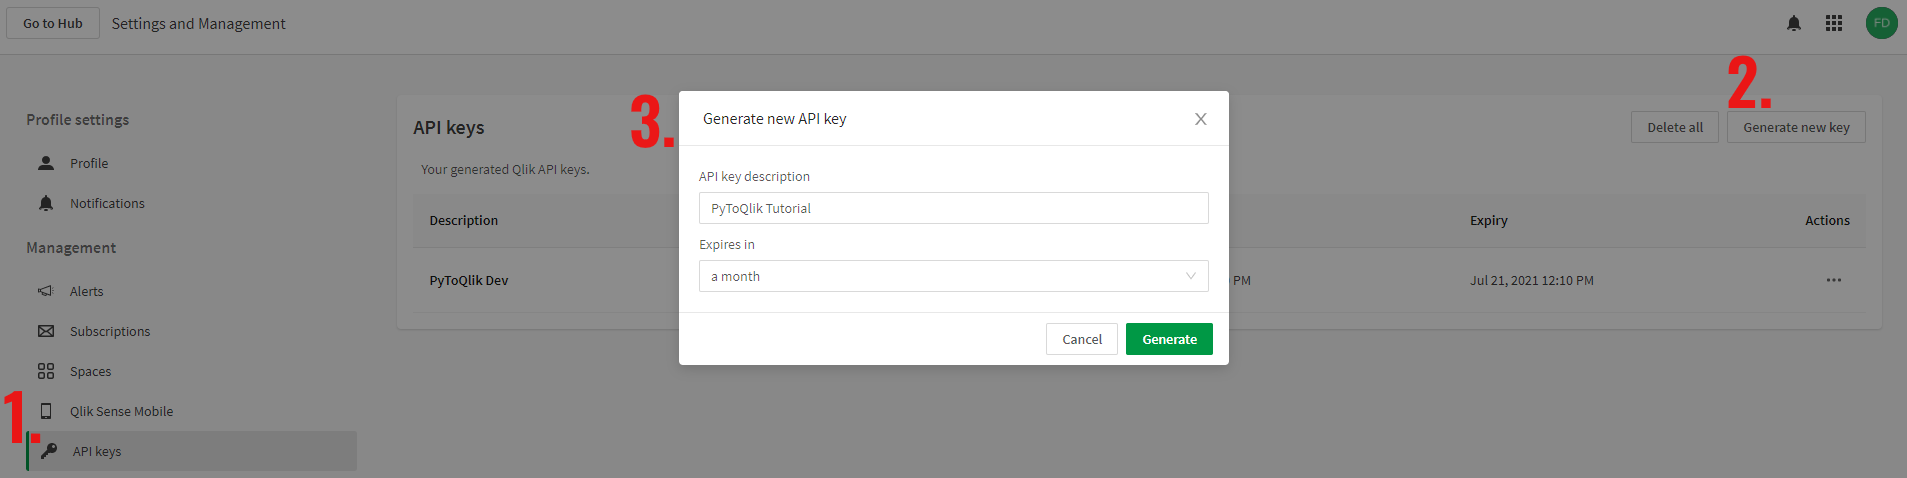 Go to Hub
Settings and Management
FD
Profile settings
Profile
Notifications
Management
Alerts
Subscriptions
Spaces
Qlik Sense Mobile
1.
API keys
API keys
2.
Delete all
Generate new key
Your generated Qlik API keys.
Description
Expiry
Actions
PyToQlik Dev
PM
Jul 21, 2021 12:10 PM
3.
Generate new API key
API key description
PyToQlik Tutorial
Expires in
a month
Cancel
Generate